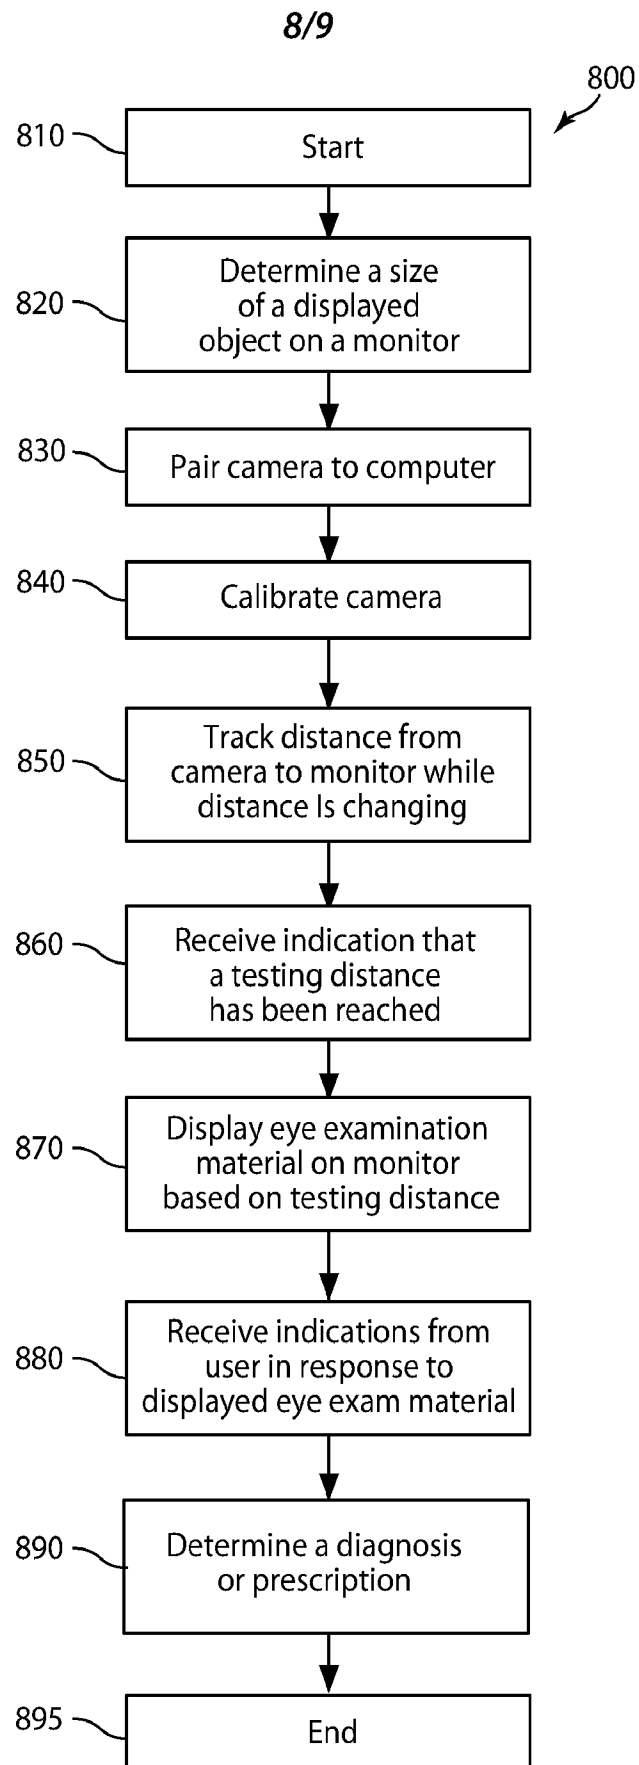 8/9
800
810
Start
820
Determine a size
of a displayed
object on a monitor
830
Pair camera to computer
840
Calibrate camera
850
Track distance from
camera to monitor while
distance Is changing
860
Receive indication that
a testing distance
has been reached
870
Display eye examination
material on monitor
based on testing distance
880
Receive indications from
user in response to
displayed eye exam material
890
Determine a diagnosis
or prescription
895
End